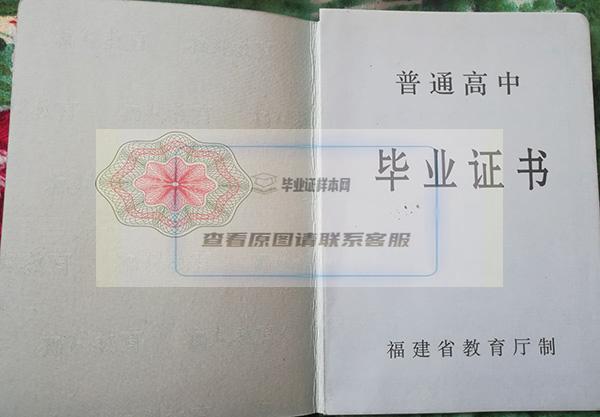 普通高中
毕业证书
毕业证样本网
查看原图请联系客服
福建省教育厅制